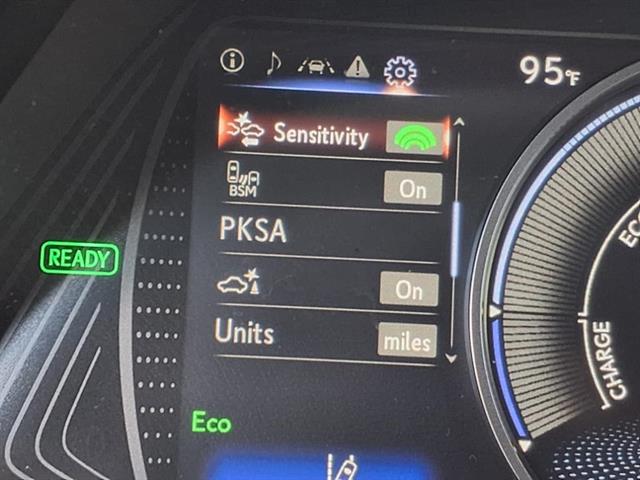 95°F
Sensitivity
BSM On
PKSA
On
Units miles
READY
Eco
CHARGE